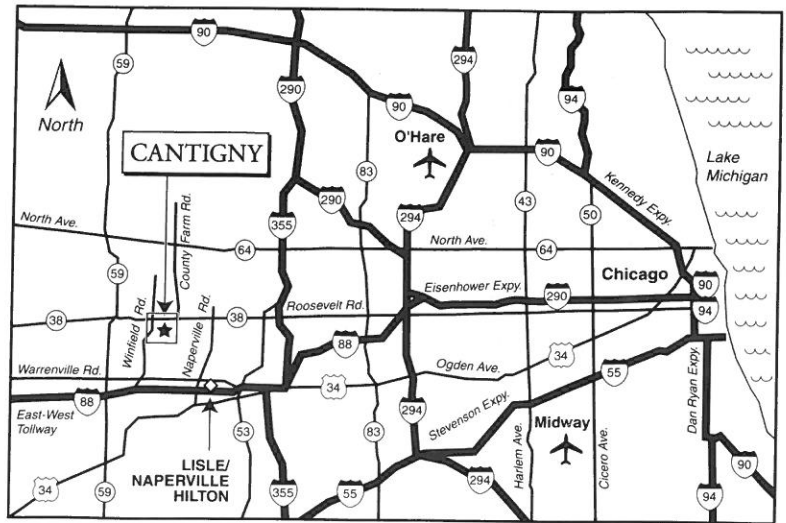 90
294
59
290
94
90
North
O'Hare
90
Lake
Michigan
CANTIGNY
83
43
Kennedy Expy.
290
50
County Farm Rd.
355
294
North Ave.
64
North Ave.
64
59
Chicago
90
Eisenhower Expy.
290
Winfield Rd.
Roosevelt Rd.
94
38
38
Naperville Rd.
88
34
Warrenville Rd.
Ogden Ave.
34
55
88
East-West
Tollway
294
Stevenson Expy.
Dan Ryan Expy.
53
83
Harlem Ave.
Midway
Cicero Ave.
LISLE/
NAPERVILLE
HILTON
90
34
59
355
55
294
94